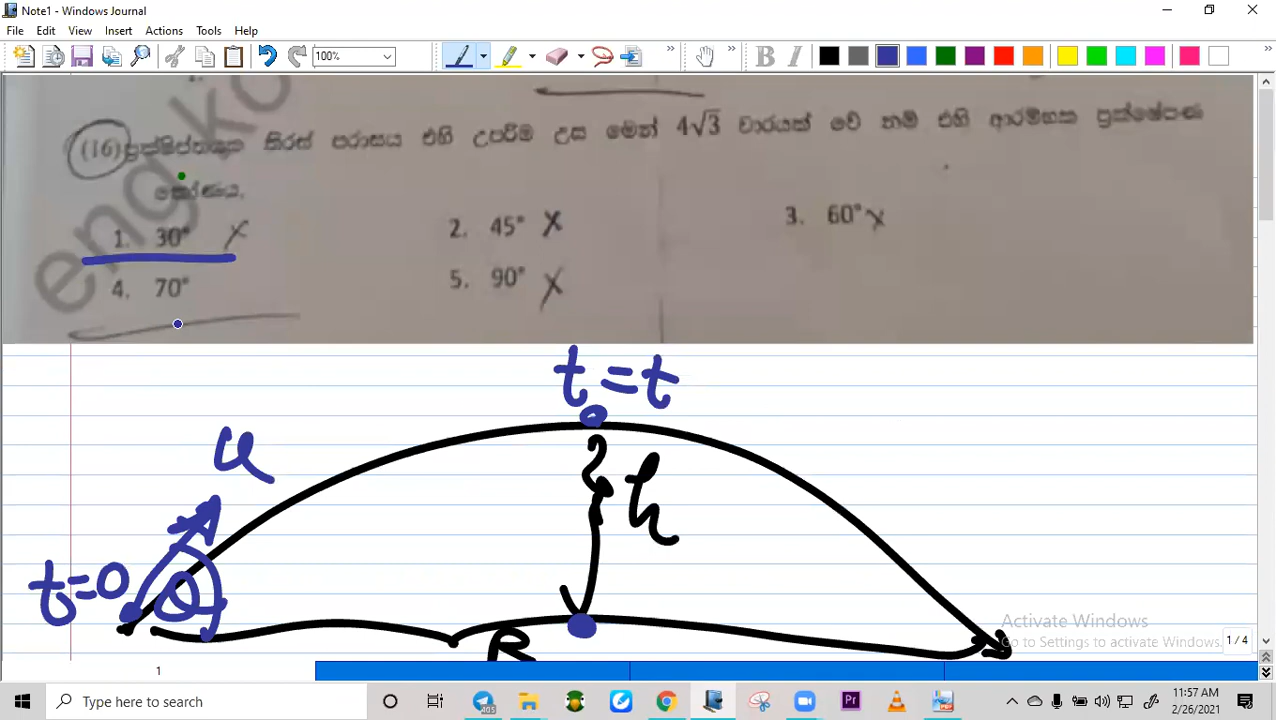 Note1 - Windows Journal
File Edit View Insert Actions Tools Help
100%
B I
(16) ප්‍රක්ෂිප්තයක තිරස් පරාසය එහි උපරිම උස මෙන් 4√3 වාරයක් වේ නම් එහි ආරම්භක ප්‍රක්ෂේපණ
කෝණය.
1. 30° x 2. 45° x 3. 60° x
4. 70° 5. 90° x
t = t
u
h
t=0 θ
R
Activate Windows
Go to Settings to activate Windows.
1 / 4
1
Type here to search
11:57 AM
2/26/2021